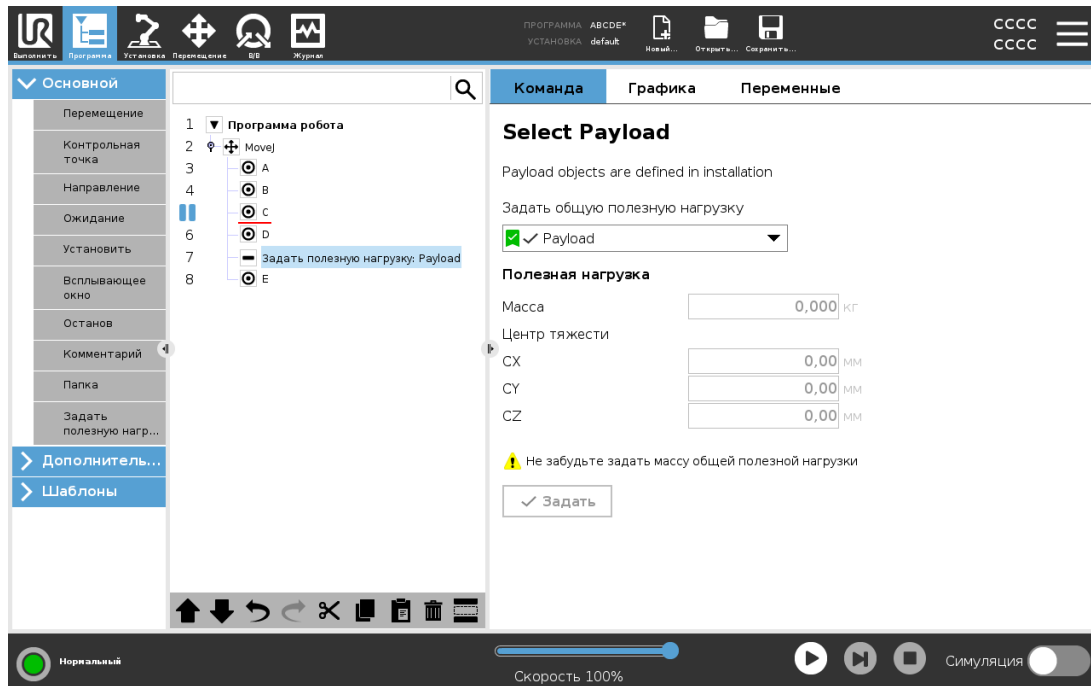 ПРОГРАММА ABCDE*
УСТАНОВКА default
Выполнить
Программа
Установка
Перемещение
В/В
Журнал
Новый...
Открыть...
Сохранить...
CCCC
CCCC
Основной
Перемещение
Контрольная
точка
Направление
Ожидание
Установить
Всплывающее
окно
Останов
Комментарий
Папка
Задать
полезную нагр...
Дополнитель...
Шаблоны
1 Программа робота
2 MoveJ
3 A
4 B
C
6 D
7 Задать полезную нагрузку: Payload
8 E
Команда
Графика
Переменные
Select Payload
Payload objects are defined in installation
Задать общую полезную нагрузку
Payload
Полезная нагрузка
Масса 0,000 кг
Центр тяжести
CX 0,00 мм
CY 0,00 мм
CZ 0,00 мм
Не забудьте задать массу общей полезной нагрузки
Задать
Нормальный
Скорость 100%
Симуляция